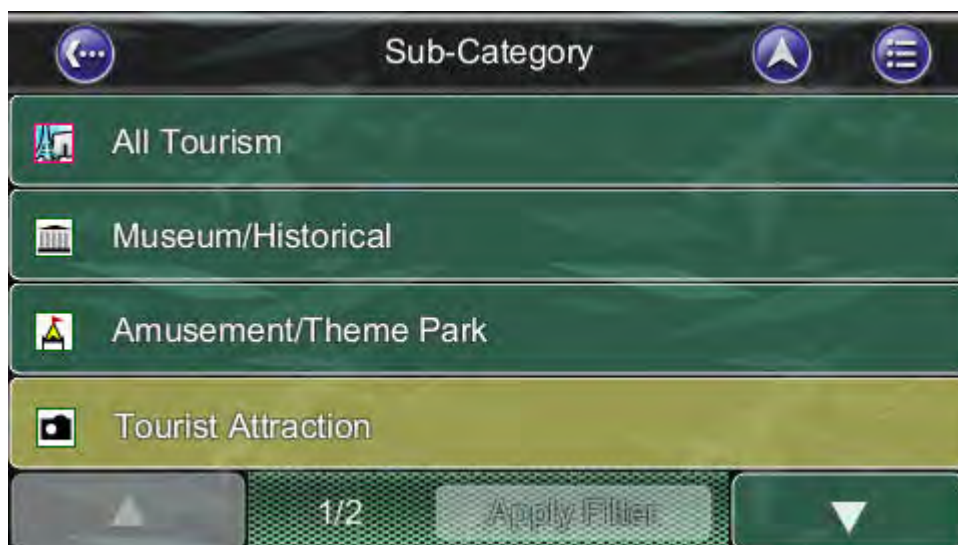 Sub-Category
All Tourism
Museum/Historical
Amusement/Theme Park
Tourist Attraction
1/2 Apply Filter